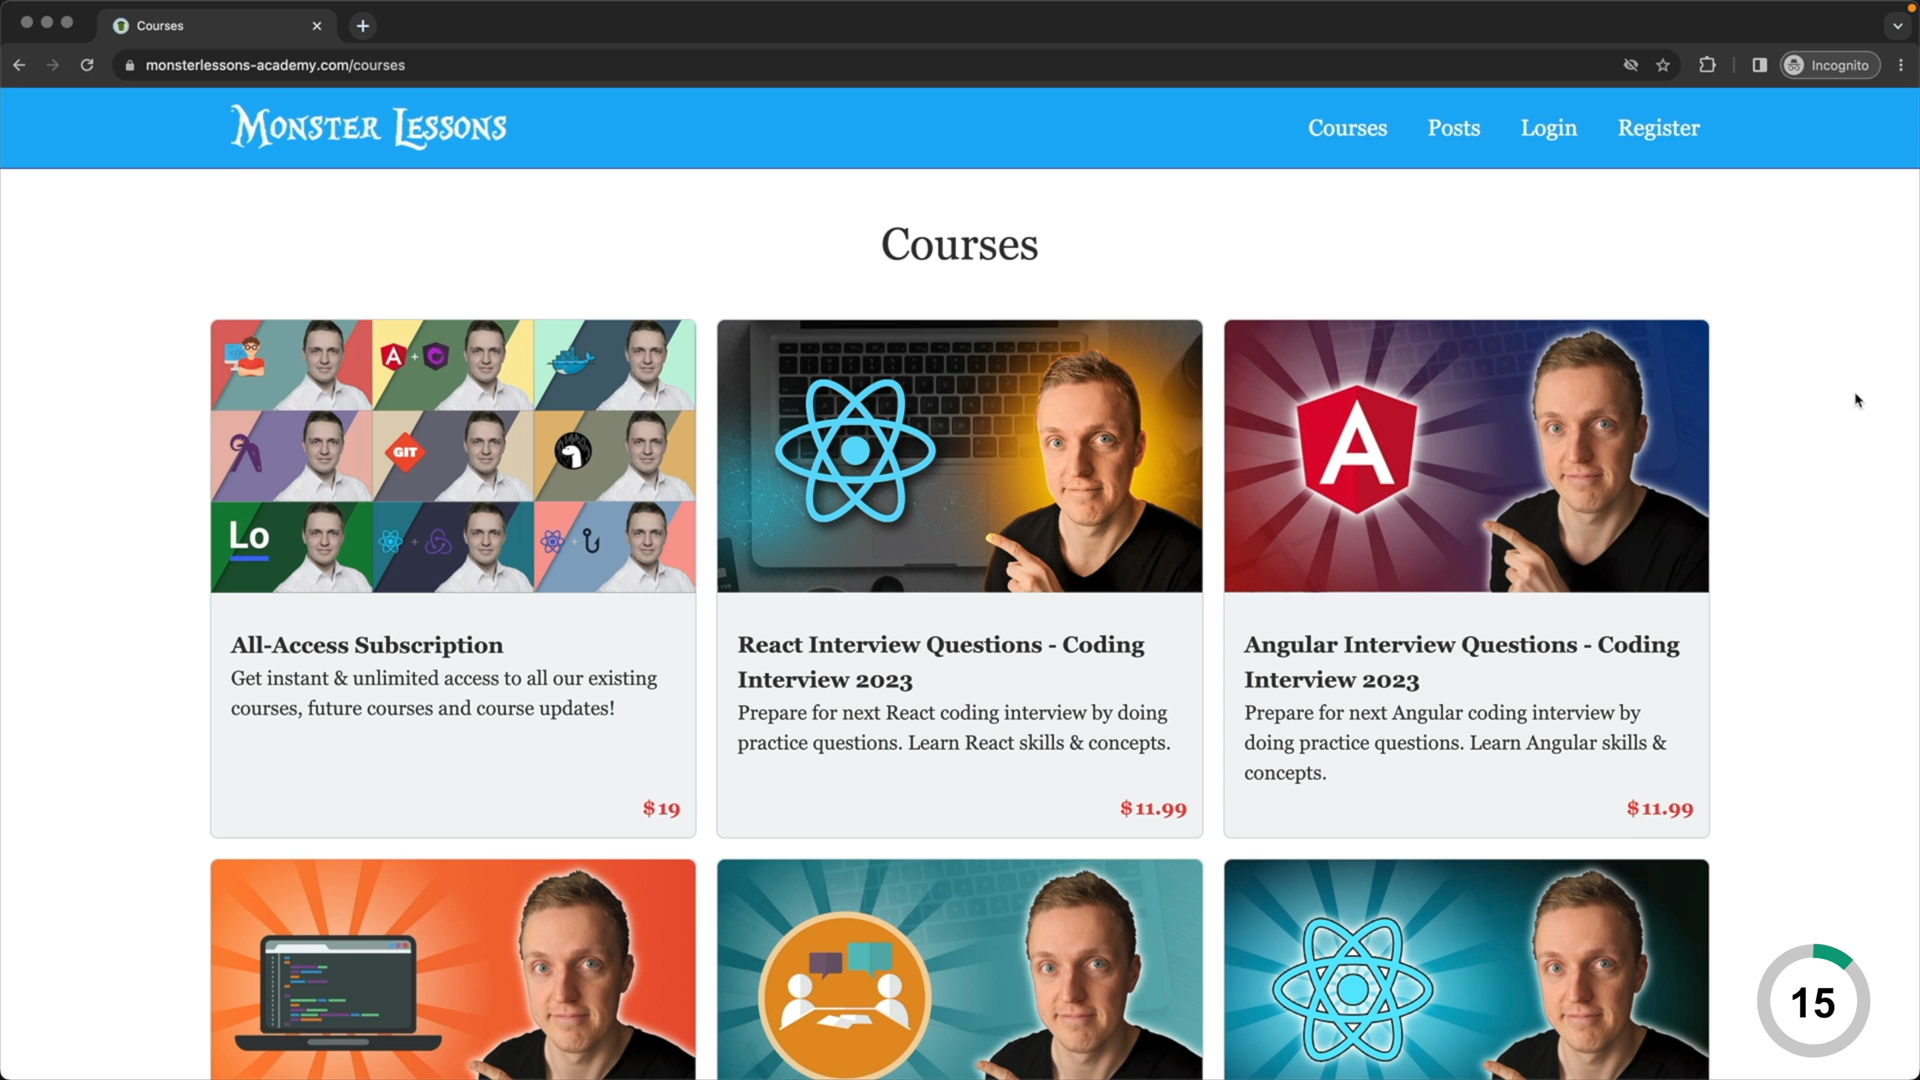 Courses
monsterlessons-academy.com/courses
Incognito
Monster Lessons
Courses
Posts
Login
Register
Courses
A +
GIT
Lo
+
+
A
All-Access Subscription
Get instant & unlimited access to all our existing
courses, future courses and course updates!
$19
React Interview Questions - Coding
Interview 2023
Prepare for next React coding interview by doing
practice questions. Learn React skills & concepts.
$11.99
Angular Interview Questions - Coding
Interview 2023
Prepare for next Angular coding interview by
doing practice questions. Learn Angular skills &
concepts.
$11.99
15